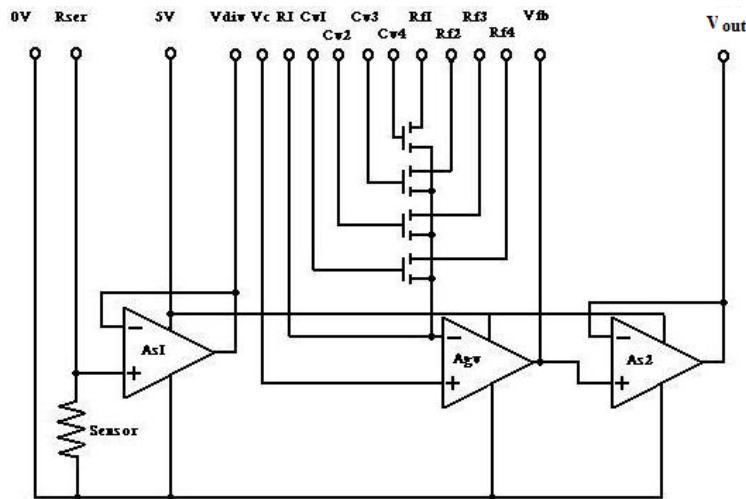 0V Rser 5V Vdiv Vc RI CvI Cv3 RfI Rf3 Vfb Vout
Cv2 Cv4 Rf2 Rf4
−
AsI
+
Sensor
−
Agv
+
−
As2
+